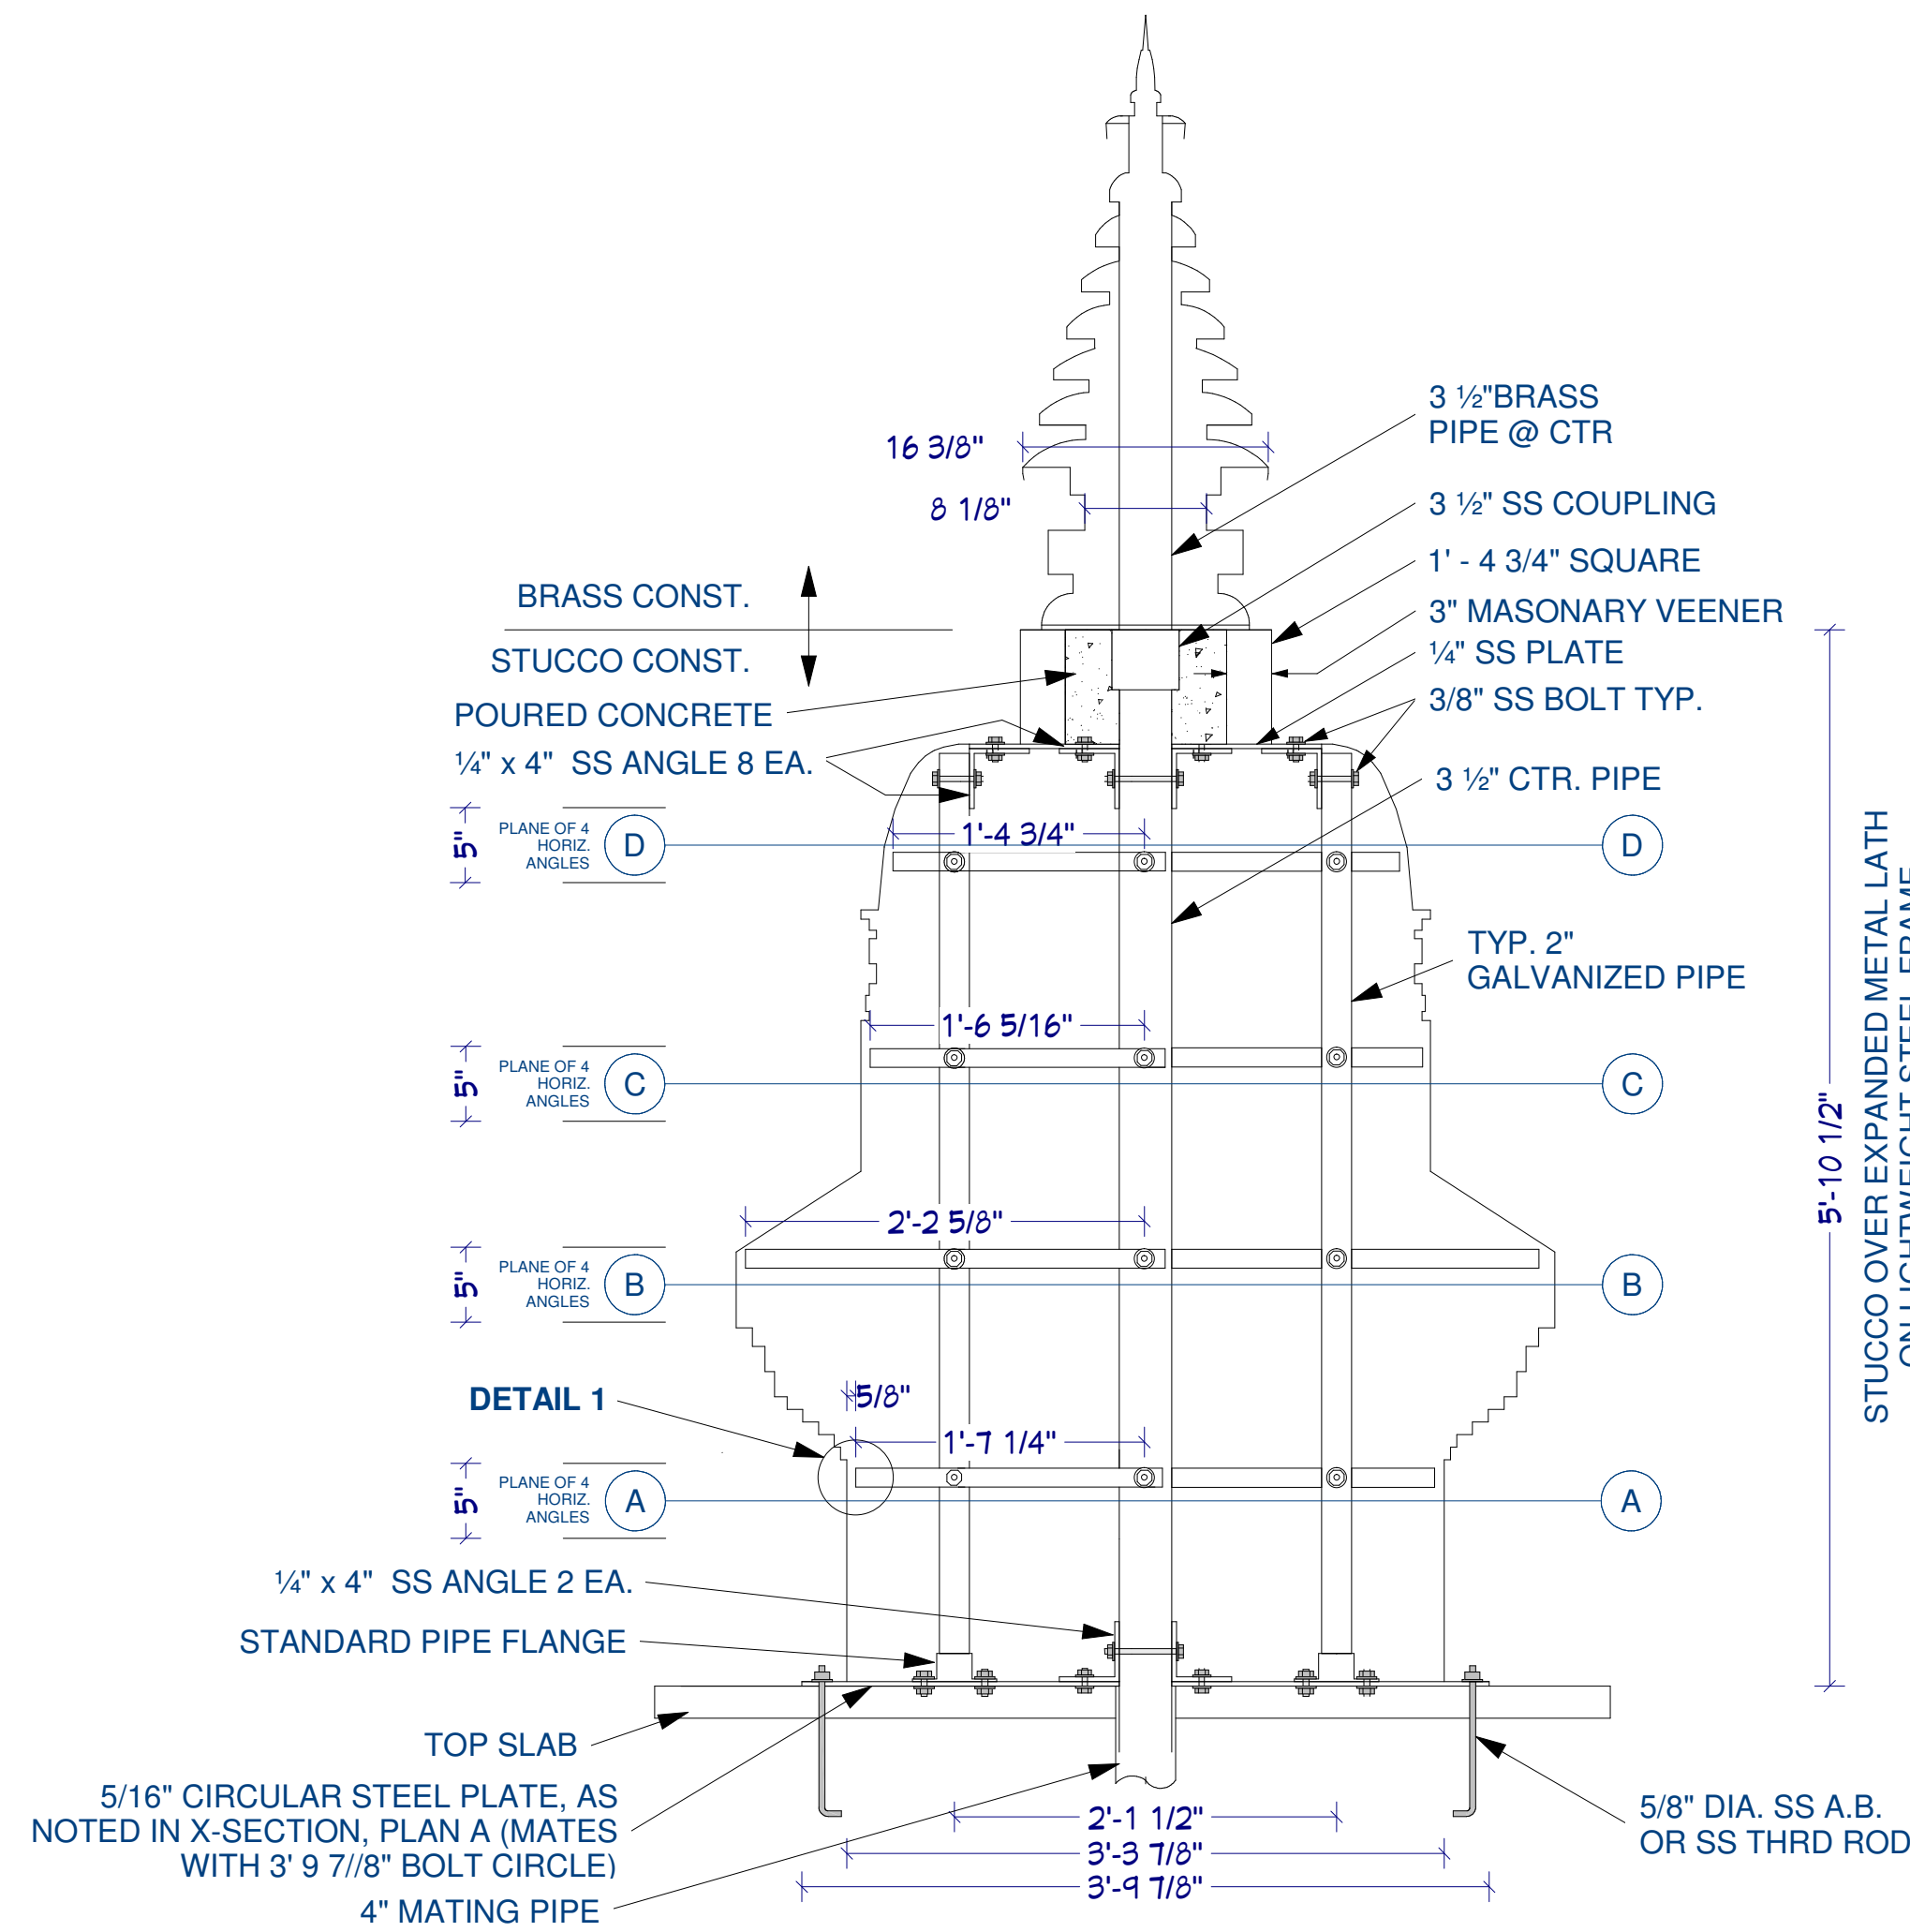 16 3/8"
8 1/8"
3 ½"BRASS
PIPE @ CTR
3 ½" SS COUPLING
1' - 4 3/4" SQUARE
3" MASONARY VEENER
¼" SS PLATE
3/8" SS BOLT TYP.
BRASS CONST.
STUCCO CONST.
POURED CONCRETE
¼" x 4" SS ANGLE 8 EA.
3 ½" CTR. PIPE
5"
PLANE OF 4
HORIZ.
ANGLES
D
1'-4 3/4"
D
TYP. 2"
GALVANIZED PIPE
1'-6 5/16"
5"
PLANE OF 4
HORIZ.
ANGLES
C
C
2'-2 5/8"
5"
PLANE OF 4
HORIZ.
ANGLES
B
B
5'-10 1/2"
STUCCO OVER EXPANDED METAL LATH
ON LIGHTWEIGHT STEEL FRAME
DETAIL 1
5/8"
1'-7 1/4"
5"
PLANE OF 4
HORIZ.
ANGLES
A
A
¼" x 4" SS ANGLE 2 EA.
STANDARD PIPE FLANGE
TOP SLAB
5/16" CIRCULAR STEEL PLATE, AS
NOTED IN X-SECTION, PLAN A (MATES
WITH 3' 9 7//8" BOLT CIRCLE)
4" MATING PIPE
2'-1 1/2"
3'-3 7/8"
3'-9 7/8"
5/8" DIA. SS A.B.
OR SS THRD ROD